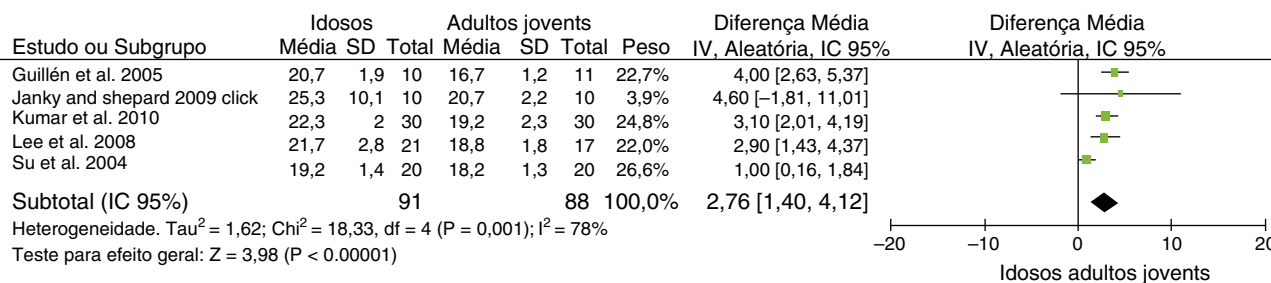 Idosos Adultos jovents Diferença Média Diferença Média
Estudo ou Subgrupo Média SD Total Média SD Total Peso IV, Aleatória, IC 95% IV, Aleatória, IC 95%
Guillén et al. 2005 20,7 1,9 10 16,7 1,2 11 22,7% 4,00 [2,63, 5,37]
Janky and shepard 2009 click 25,3 10,1 10 20,7 2,2 10 3,9% 4,60 [–1,81, 11,01]
Kumar et al. 2010 22,3 2 30 19,2 2,3 30 24,8% 3,10 [2,01, 4,19]
Lee et al. 2008 21,7 2,8 21 18,8 1,8 17 22,0% 2,90 [1,43, 4,37]
Su et al. 2004 19,2 1,4 20 18,2 1,3 20 26,6% 1,00 [0,16, 1,84]
Subtotal (IC 95%) 91 88 100,0% 2,76 [1,40, 4,12]
Heterogeneidade. Tau² = 1,62; Chi² = 18,33, df = 4 (P = 0,001); I² = 78%
Teste para efeito geral: Z = 3,98 (P < 0.00001)
–20 –10 0 10 20
Idosos adultos jovents